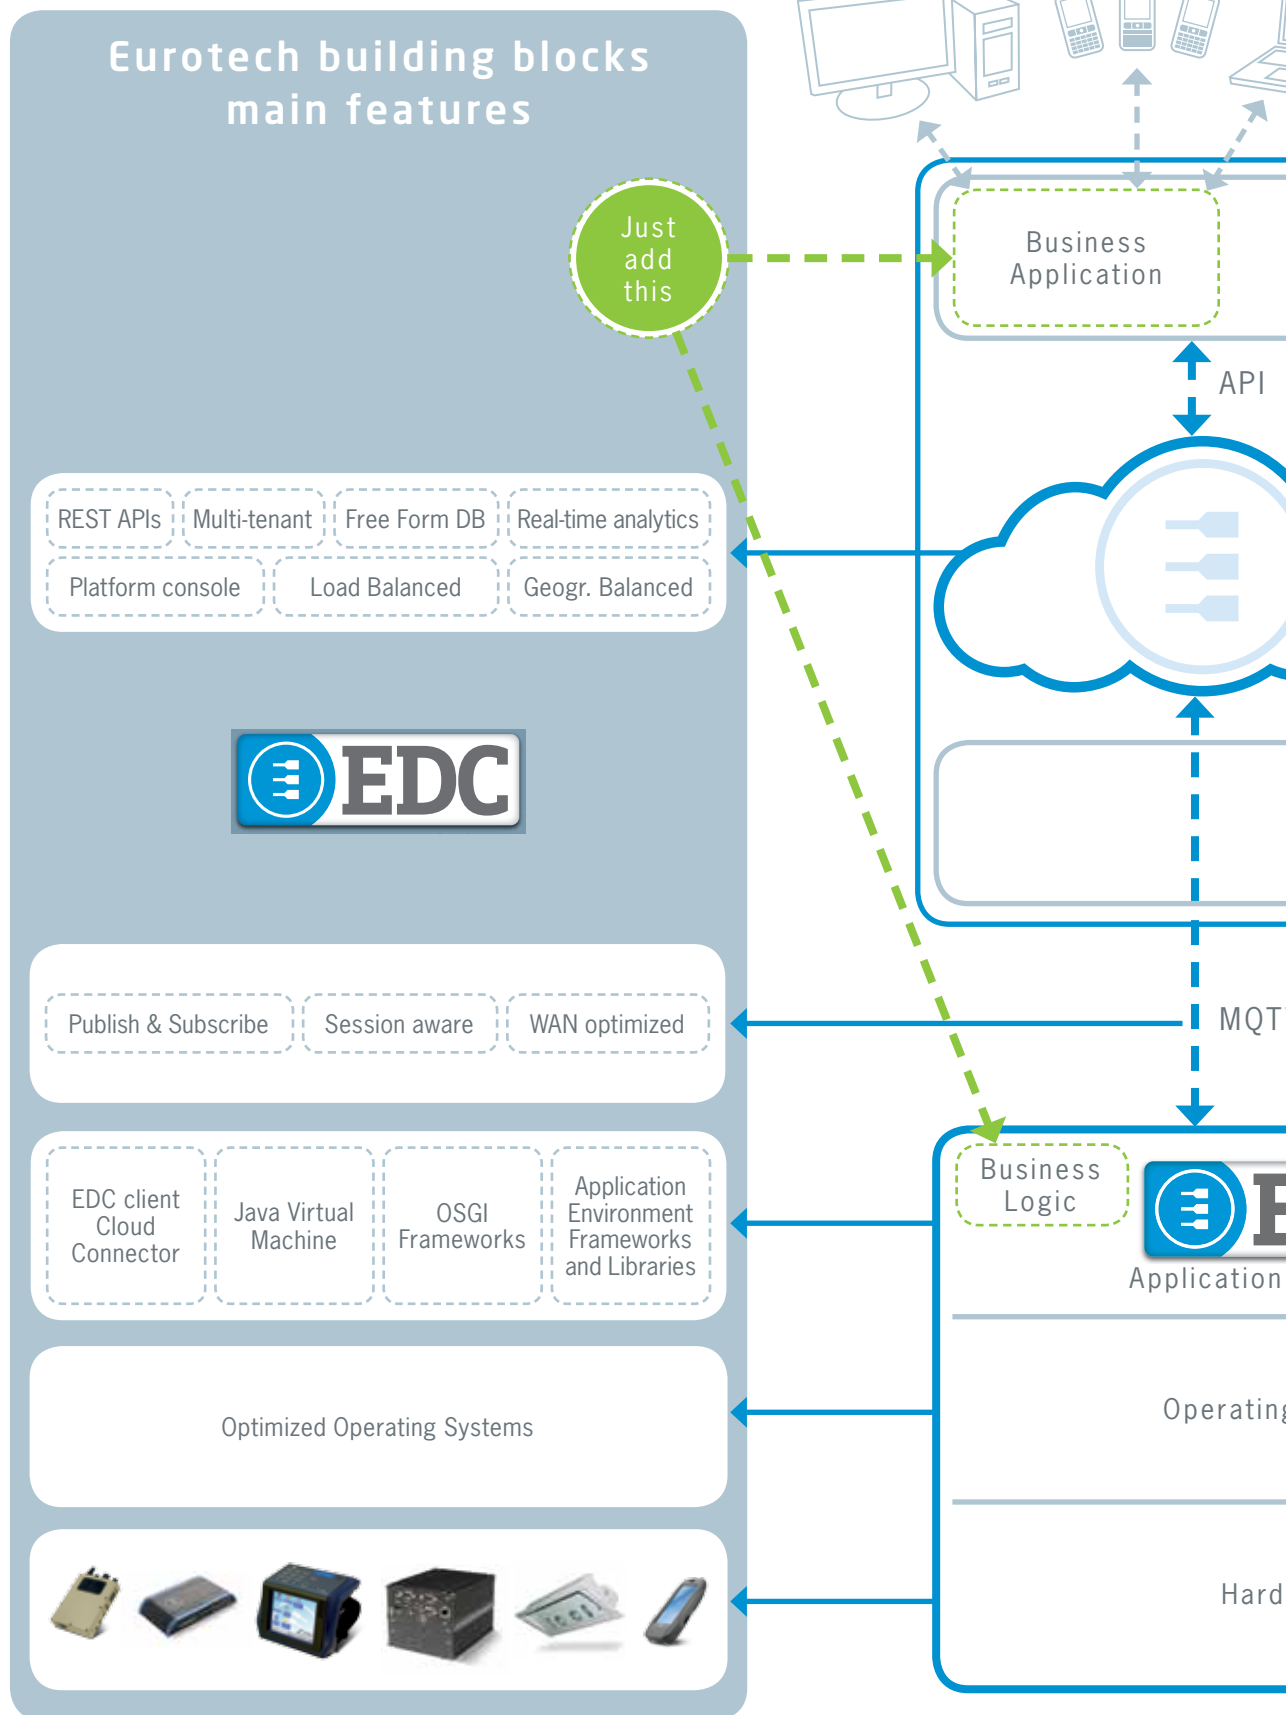 Eurotech building blocks
main features
Just
add
this
Business
Application
API
REST APIs
Multi-tenant
Free Form DB
Real-time analytics
Platform console
Load Balanced
Geogr. Balanced
EDC
Publish & Subscribe
Session aware
WAN optimized
MQT
EDC client
Cloud
Connector
Java Virtual
Machine
OSGI
Frameworks
Application
Environment
Frameworks
and Libraries
Business
Logic
E
Application
Optimized Operating Systems
Operating
Hard